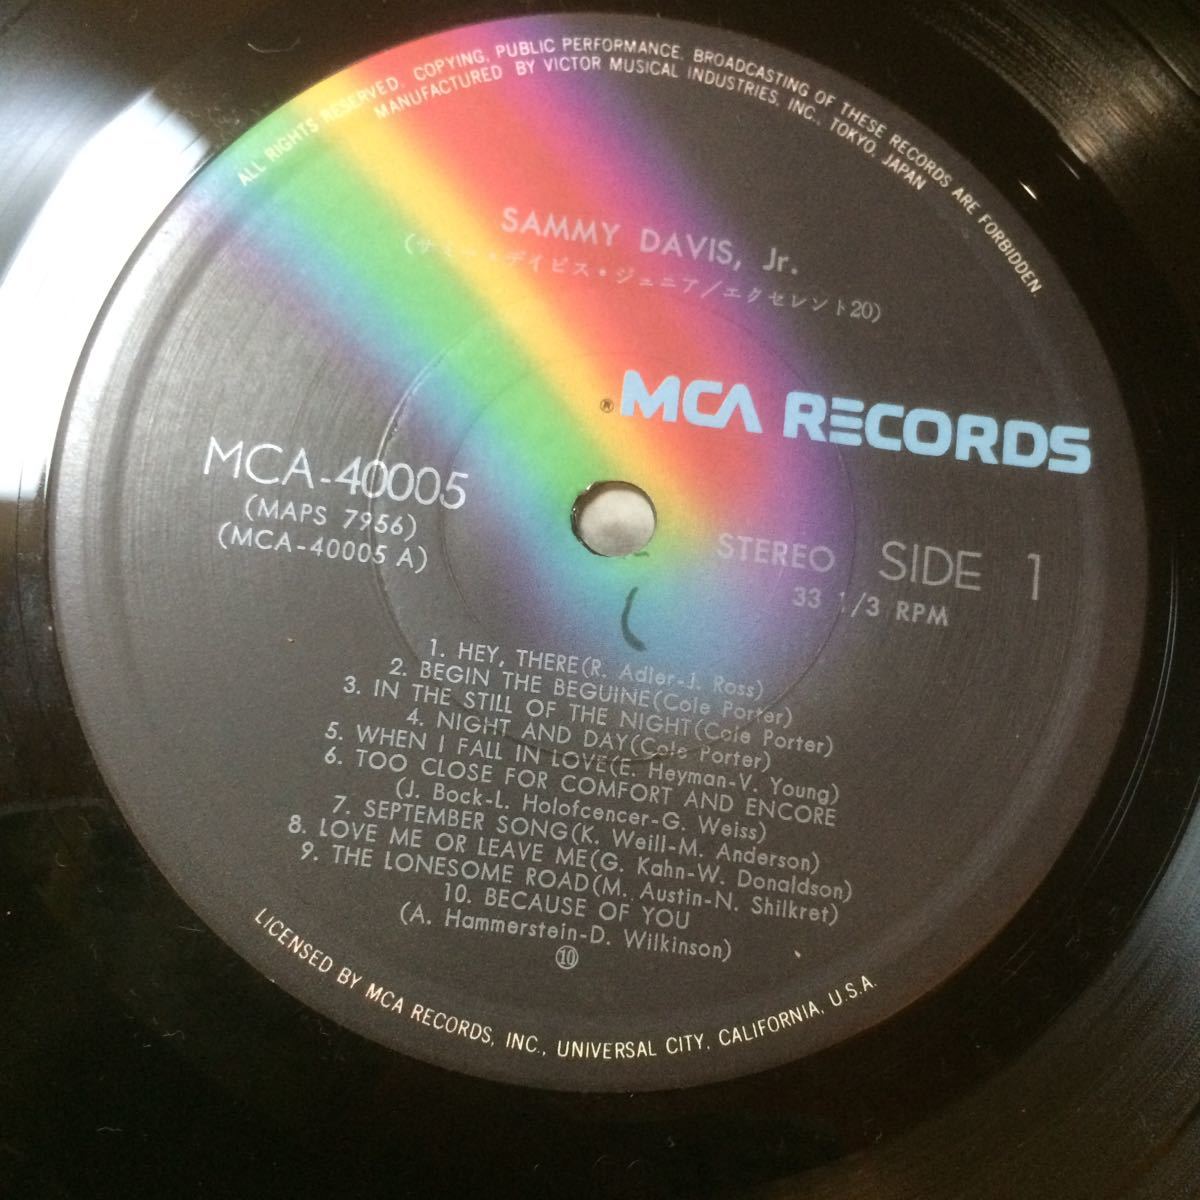 ALL RIGHTS RESERVED. COPYING, PUBLIC PERFORMANCE, BROADCASTING OF THESE RECORDS ARE FORBIDDEN.
MANUFACTURED BY VICTOR MUSICAL INDUSTRIES, INC., TOKYO, JAPAN
SAMMY DAVIS, Jr.
(サミー・デイビス・ジュニア/エクセレント20)
® MCA RECORDS
MCA-40005
(MAPS 7956)
(MCA-40005 A)
STEREO SIDE 1
33 1/3 RPM
1. HEY, THERE(R. Adler-J. Ross)
2. BEGIN THE BEGUINE(Cole Porter)
3. IN THE STILL OF THE NIGHT(Cole Porter)
4. NIGHT AND DAY(Cole Porter)
5. WHEN I FALL IN LOVE(E. Heyman-V. Young)
6. TOO CLOSE FOR COMFORT AND ENCORE
(J. Bock-L. Holofcencer-G. Weiss)
7. SEPTEMBER SONG(K. Weill-M. Anderson)
8. LOVE ME OR LEAVE ME(G. Kahn-W. Donaldson)
9. THE LONESOME ROAD(M. Austin-N. Shilkret)
10. BECAUSE OF YOU
(A. Hammerstein-D. Wilkinson)
⑩
LICENSED BY MCA RECORDS, INC., UNIVERSAL CITY, CALIFORNIA, U.S.A.